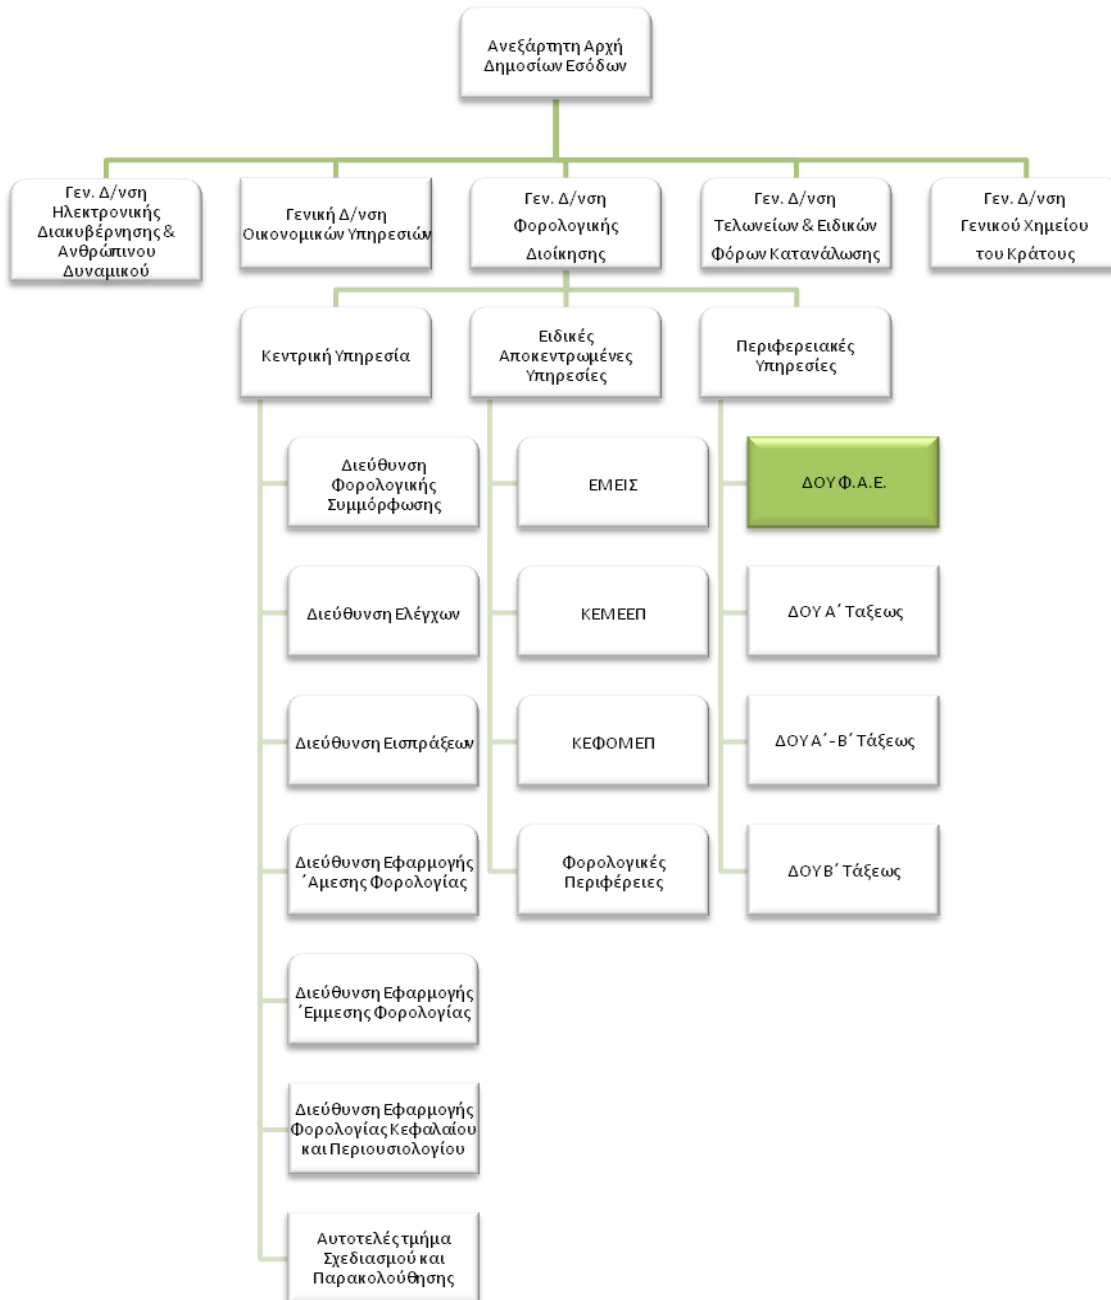 Ανεξάρτητη Αρχή
Δημοσίων Εσόδων
Γεν. Δ/νση
Ηλεκτρονικής
Διακυβέρνησης &
Ανθρώπινου
Δυναμικού
Γενική Δ/νση
Οικονομικών Υπηρεσιών
Γεν. Δ/νση
Φορολογικής
Διοίκησης
Γεν. Δ/νση
Τελωνείων & Ειδικών
Φόρων Κατανάλωσης
Γεν. Δ/νση
Γενικού Χημείου
του Κράτους
Κεντρική Υπηρεσία
Ειδικές
Αποκεντρωμένες
Υπηρεσίες
Περιφερειακές
Υπηρεσίες
Διεύθυνση
Φορολογικής
Συμμόρφωσης
ΕΜΕΙΣ
ΔΟΥ Φ.Α.Ε.
Διεύθυνση Ελέγχων
ΚΕΜΕΕΠ
ΔΟΥ Α΄ Ταξεως
Διεύθυνση Εισπράξεων
ΚΕΦΟΜΕΠ
ΔΟΥ Α΄- Β΄ Τάξεως
Διεύθυνση Εφαρμογής
΄Αμεσης Φορολογίας
Φορολογικές
Περιφέρειες
ΔΟΥ Β΄ Τάξεως
Διεύθυνση Εφαρμογής
΄Εμμεσης Φορολογίας
Διεύθυνση Εφαρμογής
Φορολογίας Κεφαλαίου
και Περιουσιολογίου
Αυτοτελές τμήμα
Σχεδιασμού και
Παρακολούθησης